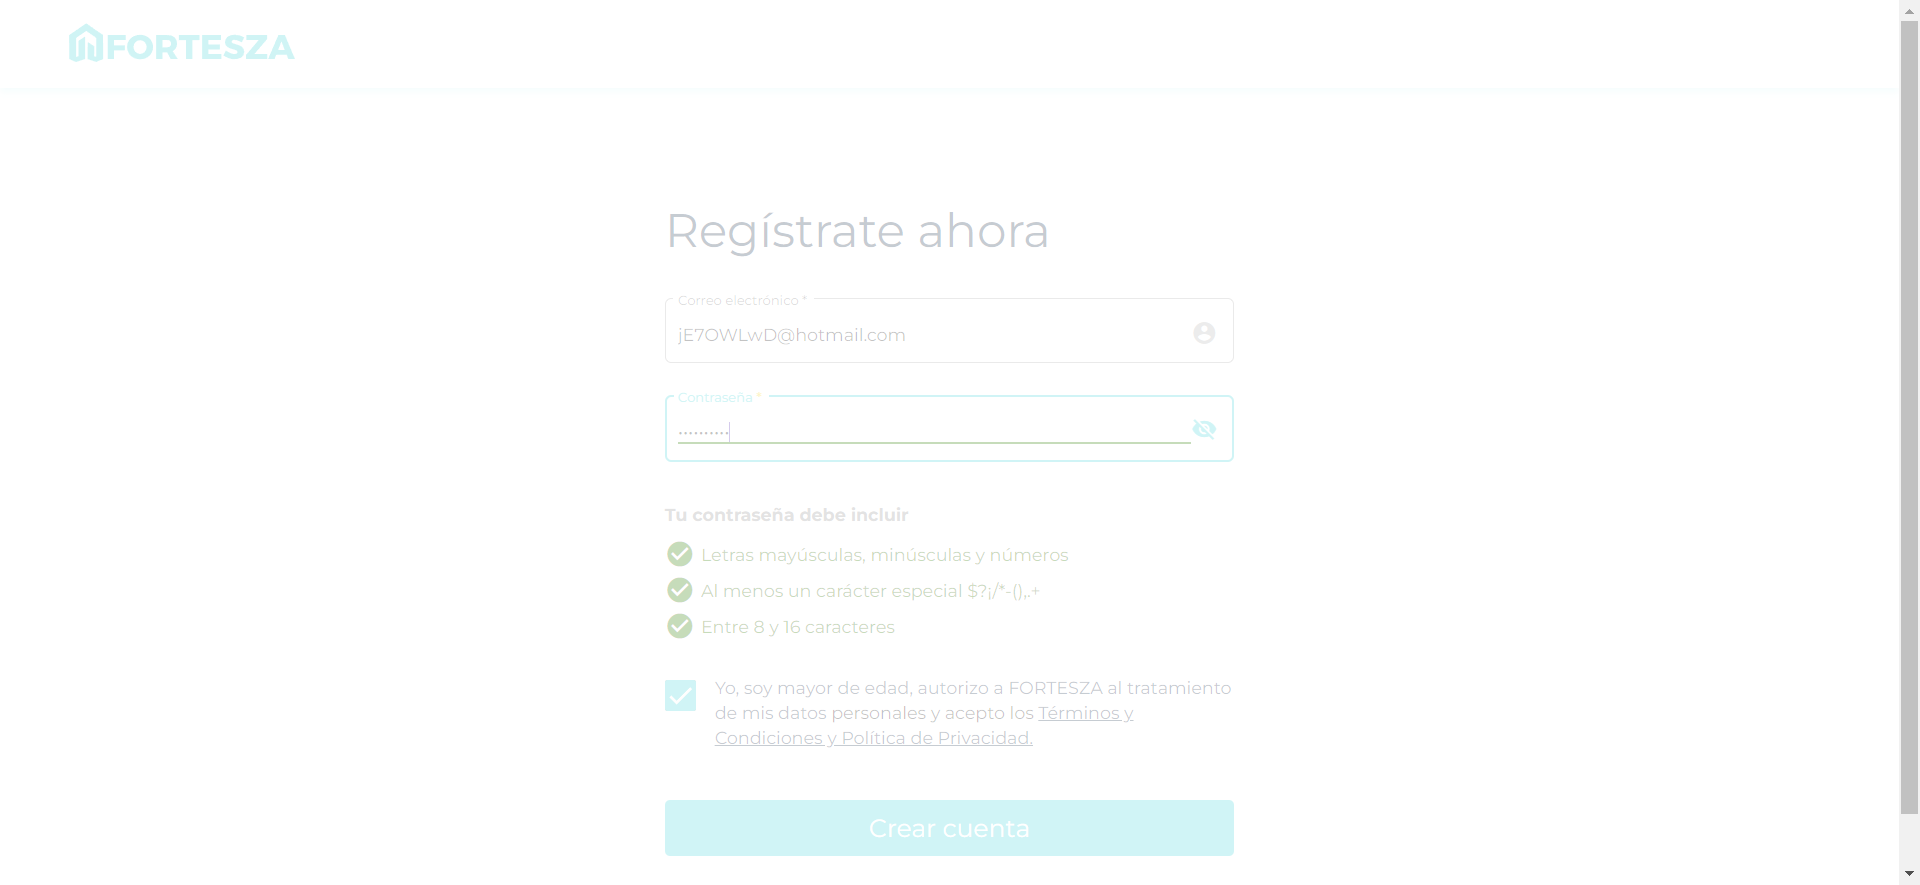 FORTESZA
Regístrate ahora
Correo electrónico *
jE7OWLwD@hotmail.com
Contraseña *
••••••••••
Tu contraseña debe incluir
Letras mayúsculas, minúsculas y números
Al menos un carácter especial $?¡/*-(),.+
Entre 8 y 16 caracteres
Yo, soy mayor de edad, autorizo a FORTESZA al tratamiento
de mis datos personales y acepto los Términos y
Condiciones y Política de Privacidad.
Crear cuenta